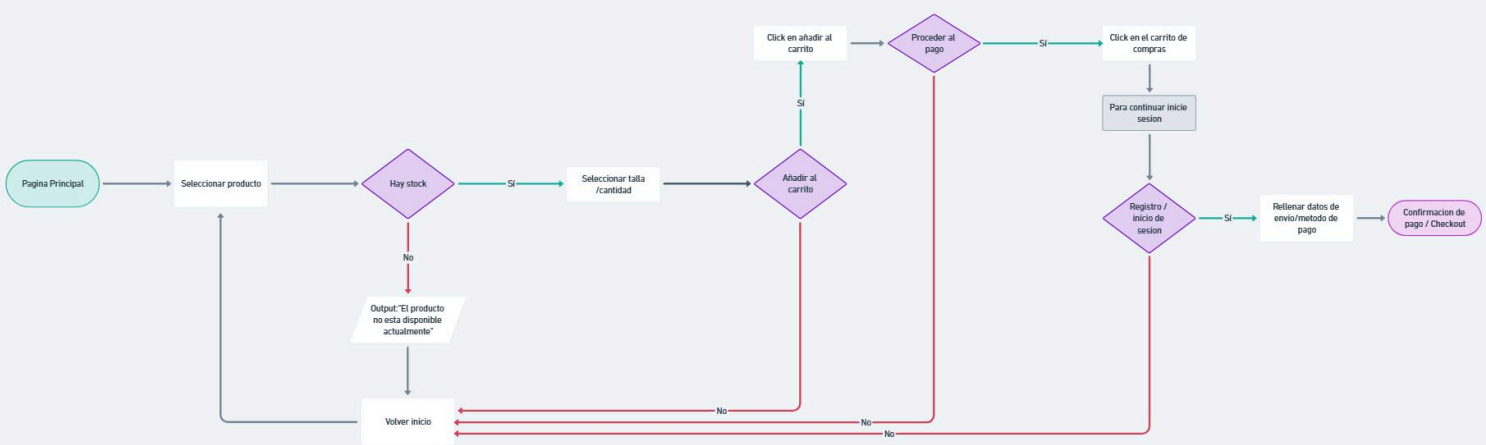 Pagina Principal
Seleccionar producto
Hay stock
Sí
Seleccionar talla
/cantidad
Añadir al
carrito
Sí
Click en añadir al
carrito
Proceder al
pago
Sí
Click en el carrito de
compras
Para continuar inicie
sesion
Registro /
inicio de
sesion
Sí
Rellenar datos de
envio/metodo de
pago
Confirmacion de
pago / Checkout
No
Output:"El producto
no esta disponible
actualmente"
Volver inicio
No
No
No